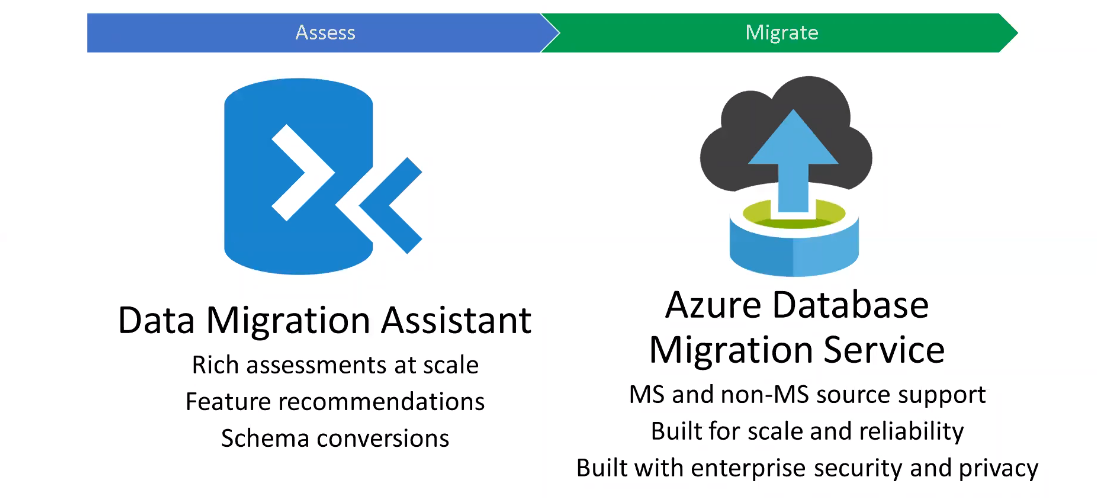 Assess
Migrate
Data Migration Assistant
Rich assessments at scale
Feature recommendations
Schema conversions
Azure Database
Migration Service
MS and non-MS source support
Built for scale and reliability
Built with enterprise security and privacy